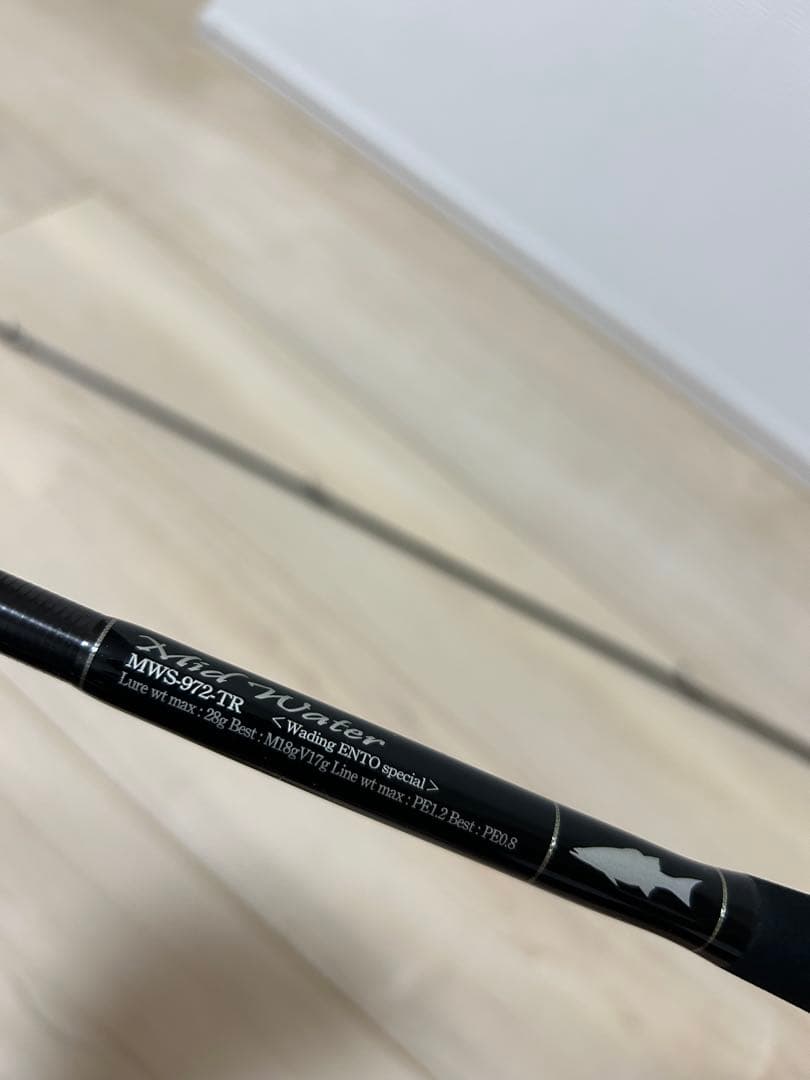 Mid Water
MWS-972-TR
<Wading ENTO special>
Lure wt max : 28g Best : M18gV17g Line wt max : PE1.2 Best : PE0.8